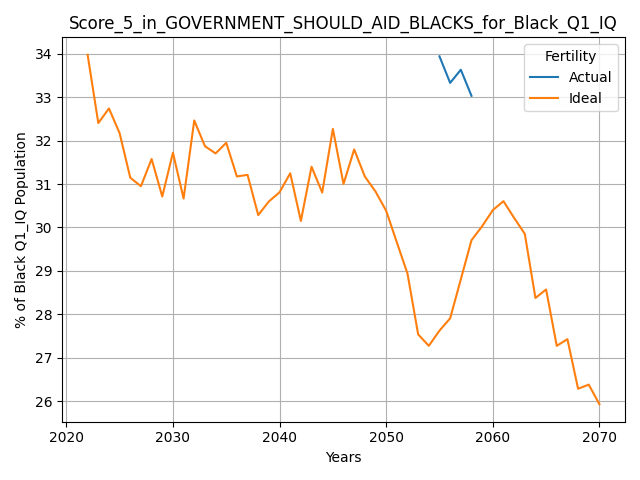 Score_5_in_GOVERNMENT_SHOULD_AID_BLACKS_for_Black_Q1_IQ
Fertility
Actual
Ideal
% of Black Q1_IQ Population
34
33
32
31
30
29
28
27
26
2020 2030 2040 2050 2060 2070
Years